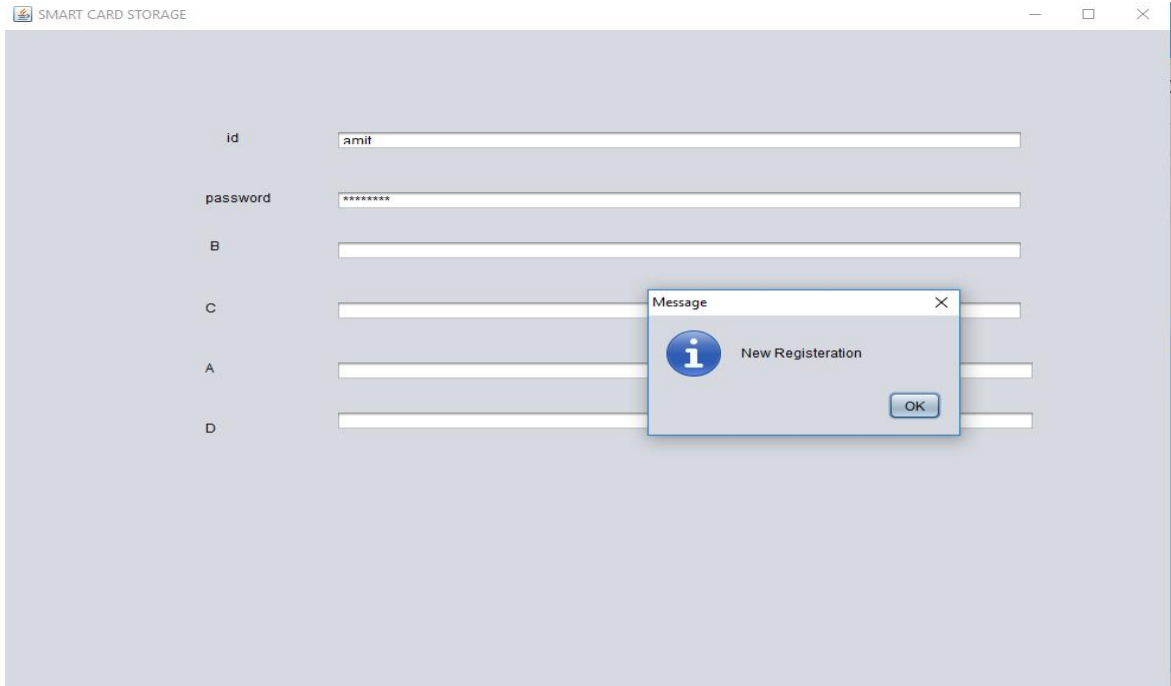 SMART CARD STORAGE
id
amit
password
********
B
C
Message
New Registeration
A
OK
D